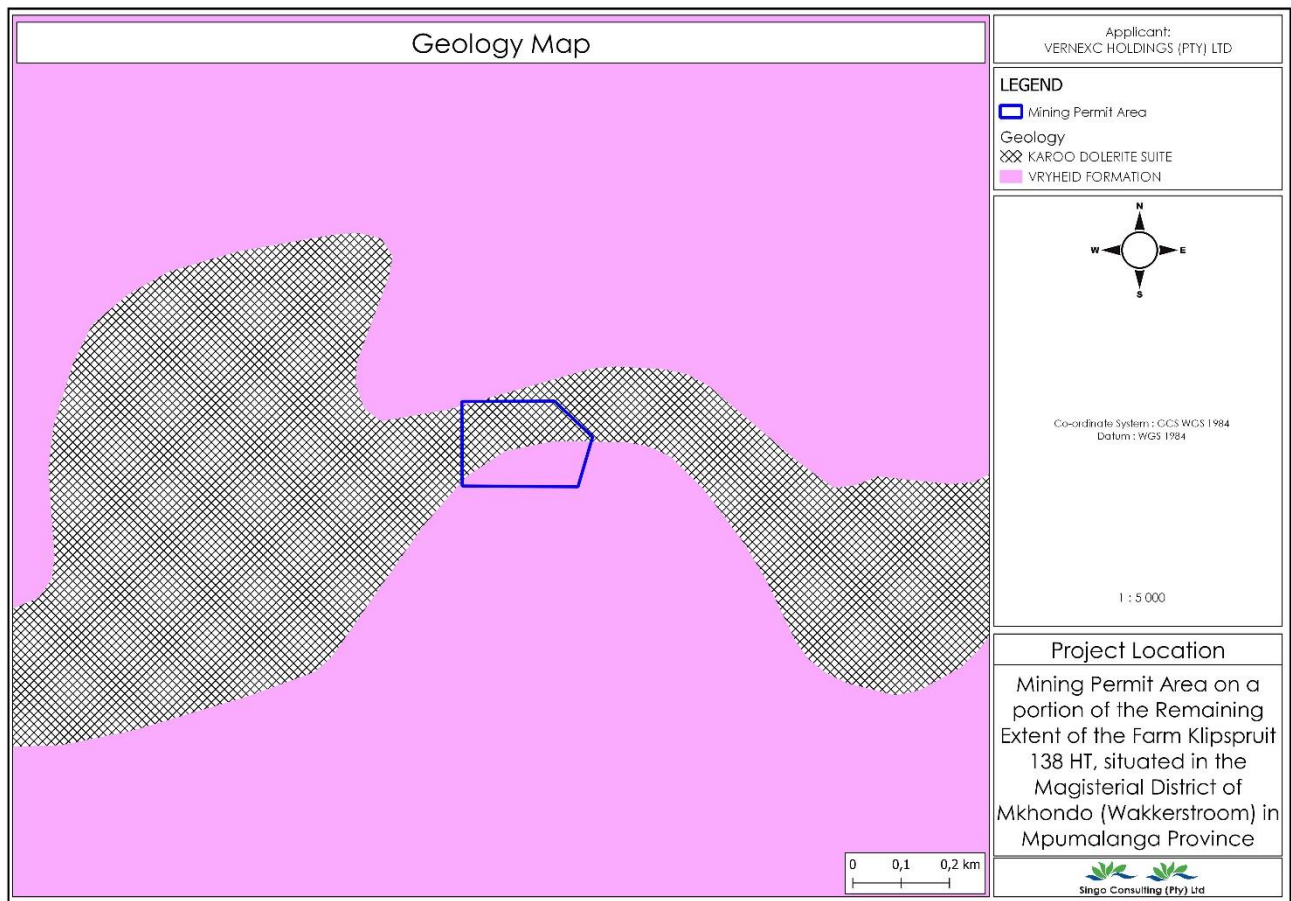 Geology Map
Applicant:
VERNEXC HOLDINGS (PTY) LTD
LEGEND
Mining Permit Area
Geology
KAROO DOLERITE SUITE
VRYHEID FORMATION
N
W E
S
Co-ordinate System : GCS WGS 1984
Datum : WGS 1984
1 : 5 000
Project Location
Mining Permit Area on a
portion of the Remaining
Extent of the Farm Klipspruit
138 HT, situated in the
Magisterial District of
Mkhondo (Wakkerstroom) in
Mpumalanga Province
0 0,1 0,2 km
Singo Consulting (Pty) Ltd